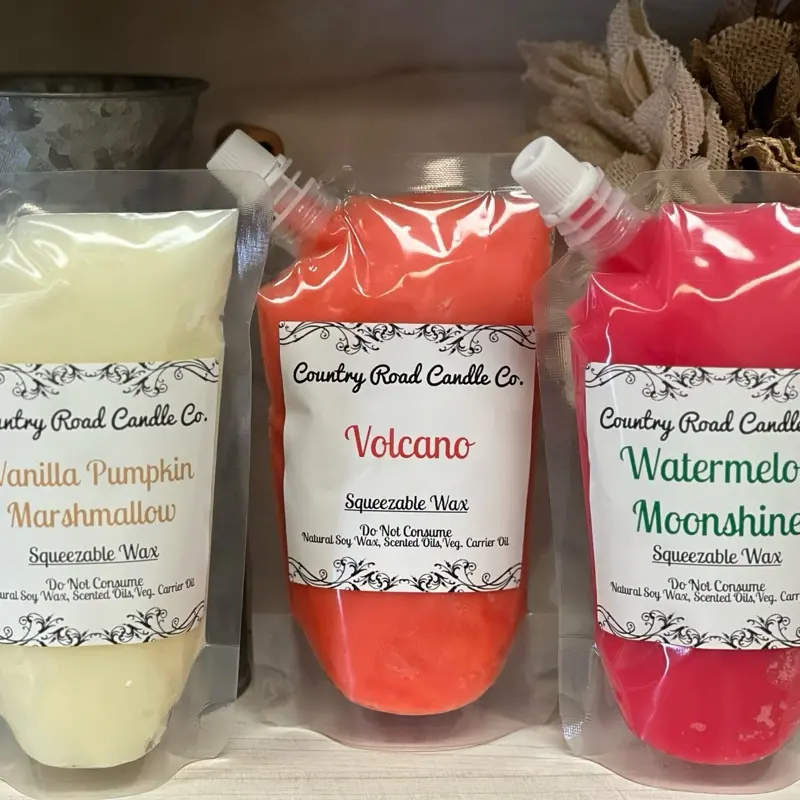 ntry Road Candle Co.
Vanilla Pumpkin
Marshmallow
Squeezable Wax
Do Not Consume
ural Soy Wax, Scented Oils,Veg. Carrier Oil
Country Road Candle Co.
Volcano
Squeezable Wax
Do Not Consume
Natural Soy Wax, Scented Oils,Veg. Carrier Oil
Country Road Candle
Watermelo
Moonshine
Squeezable Wax
Do Not Consume
Natural Soy Wax, Scented Oils,Veg. Carr